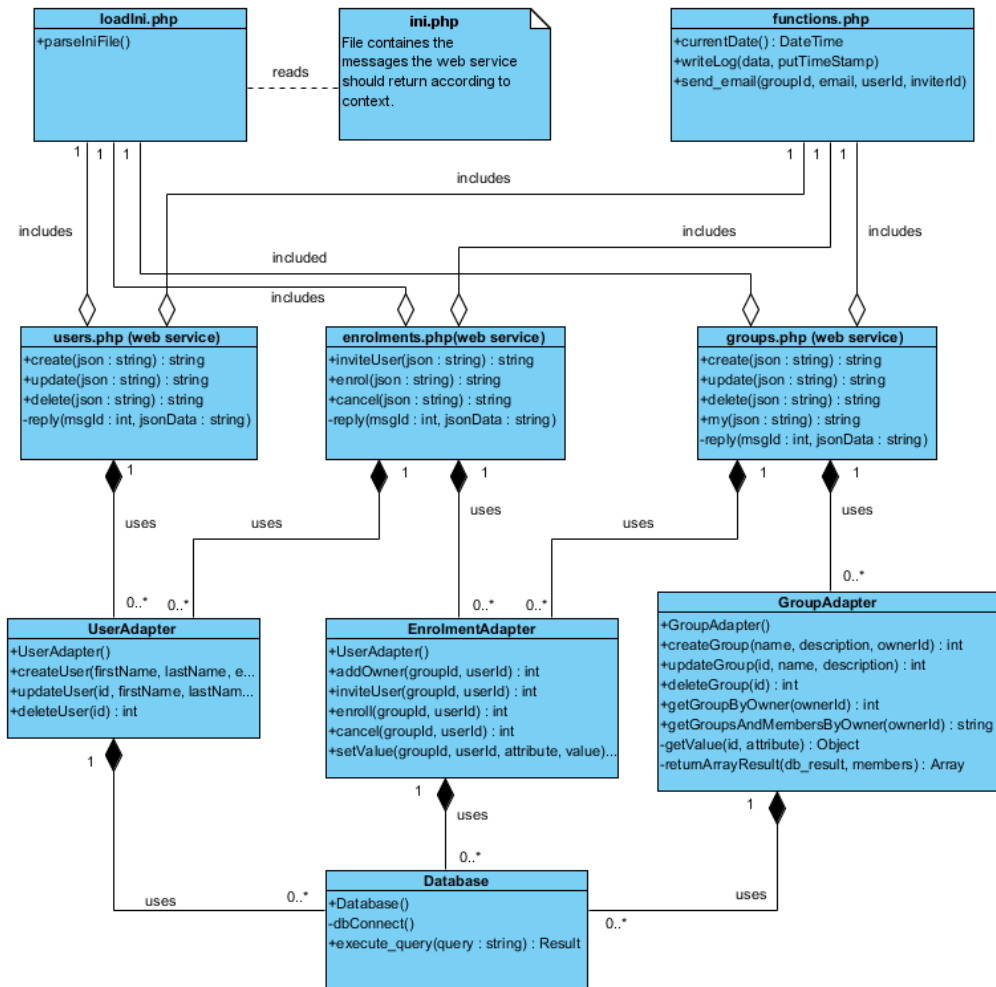 loadIni.php
+parseIniFile()
ini.php
File containes the
messages the web service
should return according to
context.
functions.php
+currentDate() : DateTime
+writeLog(data, putTimeStamp)
+send_email(groupId, email, userId, inviterId)
reads
1
1
1
1
1
1
includes
includes
includes
includes
included
includes
users.php (web service)
+create(json : string) : string
+update(json : string) : string
+delete(json : string) : string
-reply(msgId : int, jsonData : string)
enrolments.php(web service)
+inviteUser(json : string) : string
+enrol(json : string) : string
+cancel(json : string) : string
-reply(msgId : int, jsonData : string)
groups.php (web service)
+create(json : string) : string
+update(json : string) : string
+delete(json : string) : string
+my(json : string) : string
-reply(msgId : int, jsonData : string)
1
1
1
1
1
uses
uses
uses
uses
uses
0..*
0..*
0..*
0..*
0..*
UserAdapter
+UserAdapter()
+createUser(firstName, lastName, e...
+updateUser(id, firstName, lastNam...
+deleteUser(id) : int
EnrolmentAdapter
+UserAdapter()
+addOwner(groupId, userId) : int
+inviteUser(groupId, userId) : int
+enroll(groupId, userId) : int
+cancel(groupId, userId) : int
+setValue(groupId, userId, attribute, value)...
GroupAdapter
+GroupAdapter()
+createGroup(name, description, ownerId) : int
+updateGroup(id, name, description) : int
+deleteGroup(id) : int
+getGroupByOwner(ownerId) : int
+getGroupsAndMembersByOwner(ownerId) : string
-getValue(id, attribute) : Object
-returnArrayResult(db_result, members) : Array
1
1
1
uses
0..*
uses
0..*
uses
0..*
Database
+Database()
-dbConnect()
+execute_query(query : string) : Result